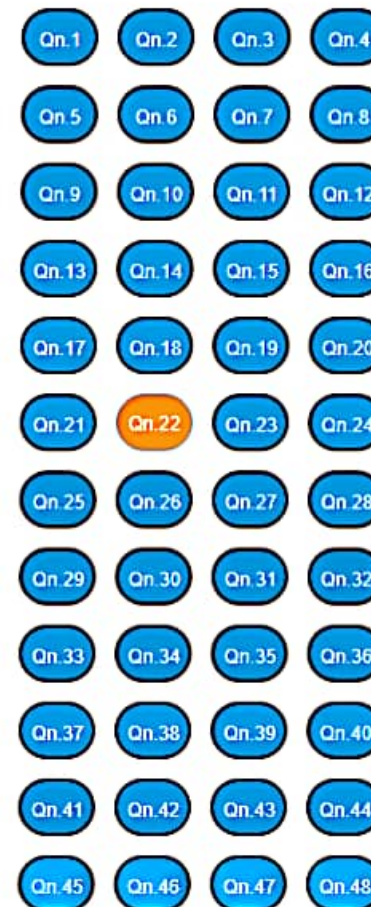 Qn.1 Qn.2 Qn.3 Qn.4
Qn.5 Qn.6 Qn.7 Qn.8
Qn.9 Qn.10 Qn.11 Qn.12
Qn.13 Qn.14 Qn.15 Qn.16
Qn.17 Qn.18 Qn.19 Qn.20
Qn.21 Qn.22 Qn.23 Qn.24
Qn.25 Qn.26 Qn.27 Qn.28
Qn.29 Qn.30 Qn.31 Qn.32
Qn.33 Qn.34 Qn.35 Qn.36
Qn.37 Qn.38 Qn.39 Qn.40
Qn.41 Qn.42 Qn.43 Qn.44
Qn.45 Qn.46 Qn.47 Qn.48